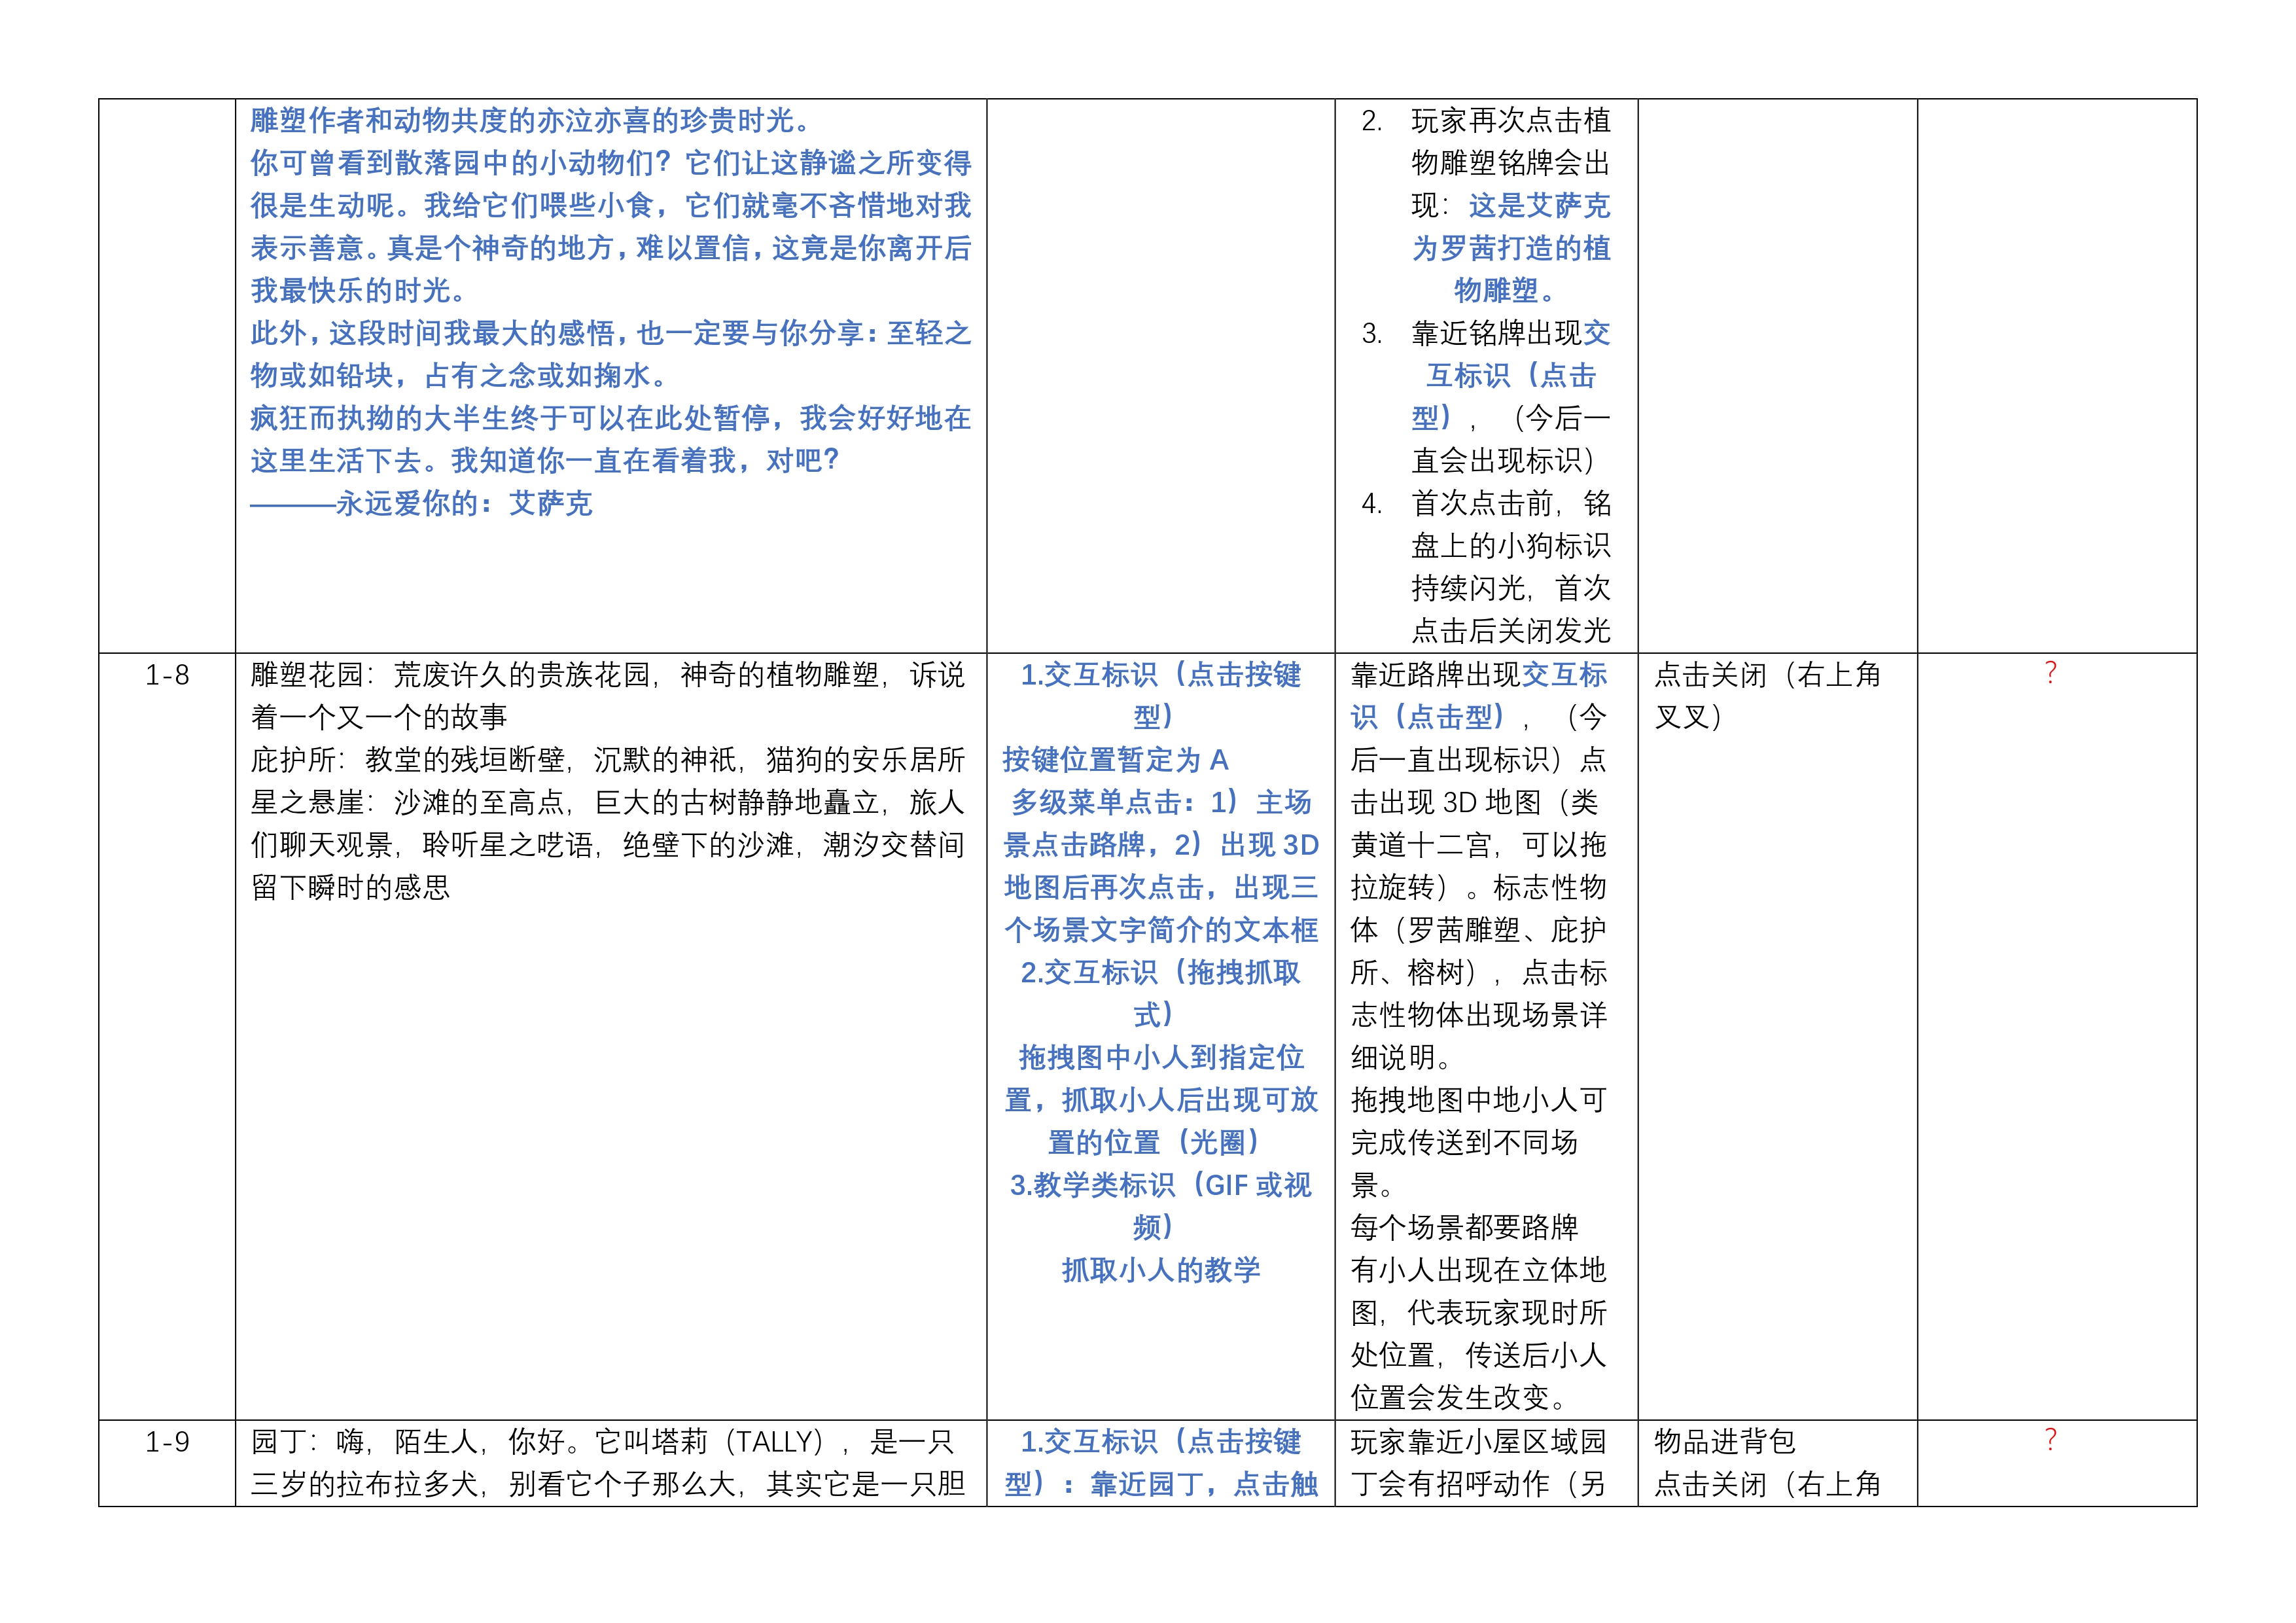 雕塑作者和动物共度的亦泣亦喜的珍贵时光。
你可曾看到散落园中的小动物们？它们让这静谧之所变得
很是生动呢。我给它们喂些小食，它们就毫不吝惜地对我
表示善意。真是个神奇的地方，难以置信，这竟是你离开后
我最快乐的时光。
此外，这段时间我最大的感悟，也一定要与你分享：至轻之
物或如铅块，占有之念或如掬水。
疯狂而执拗的大半生终于可以在此处暂停，我会好好地在
这里生活下去。我知道你一直在看着我，对吧？
———永远爱你的：艾萨克
2. 玩家再次点击植
物雕塑铭牌会出
现：这是艾萨克
为罗茜打造的植
物雕塑。
3. 靠近铭牌出现交
互标识（点击
型），（今后一
直会出现标识）
4. 首次点击前，铭
盘上的小狗标识
持续闪光，首次
点击后关闭发光
1-8
雕塑花园：荒废许久的贵族花园，神奇的植物雕塑，诉说
着一个又一个的故事
庇护所：教堂的残垣断壁，沉默的神祇，猫狗的安乐居所
星之悬崖：沙滩的至高点，巨大的古树静静地矗立，旅人
们聊天观景，聆听星之呓语，绝壁下的沙滩，潮汐交替间
留下瞬时的感思
1.交互标识（点击按键
型）
按键位置暂定为 A
多级菜单点击：1）主场
景点击路牌，2）出现 3D
地图后再次点击，出现三
个场景文字简介的文本框
2.交互标识（拖拽抓取
式）
拖拽图中小人到指定位
置，抓取小人后出现可放
置的位置（光圈）
3.教学类标识（GIF 或视
频）
抓取小人的教学
靠近路牌出现交互标
识（点击型），（今
后一直出现标识）点
击出现 3D 地图（类
黄道十二宫，可以拖
拉旋转）。标志性物
体（罗茜雕塑、庇护
所、榕树），点击标
志性物体出现场景详
细说明。
拖拽地图中地小人可
完成传送到不同场
景。
每个场景都要路牌
有小人出现在立体地
图，代表玩家现时所
处位置，传送后小人
位置会发生改变。
点击关闭（右上角
叉叉）
？
1-9
园丁：嗨，陌生人，你好。它叫塔莉（TALLY），是一只
三岁的拉布拉多犬，别看它个子那么大，其实它是一只胆
1.交互标识（点击按键
型）：靠近园丁，点击触
玩家靠近小屋区域园
丁会有招呼动作（另
物品进背包
点击关闭（右上角
？